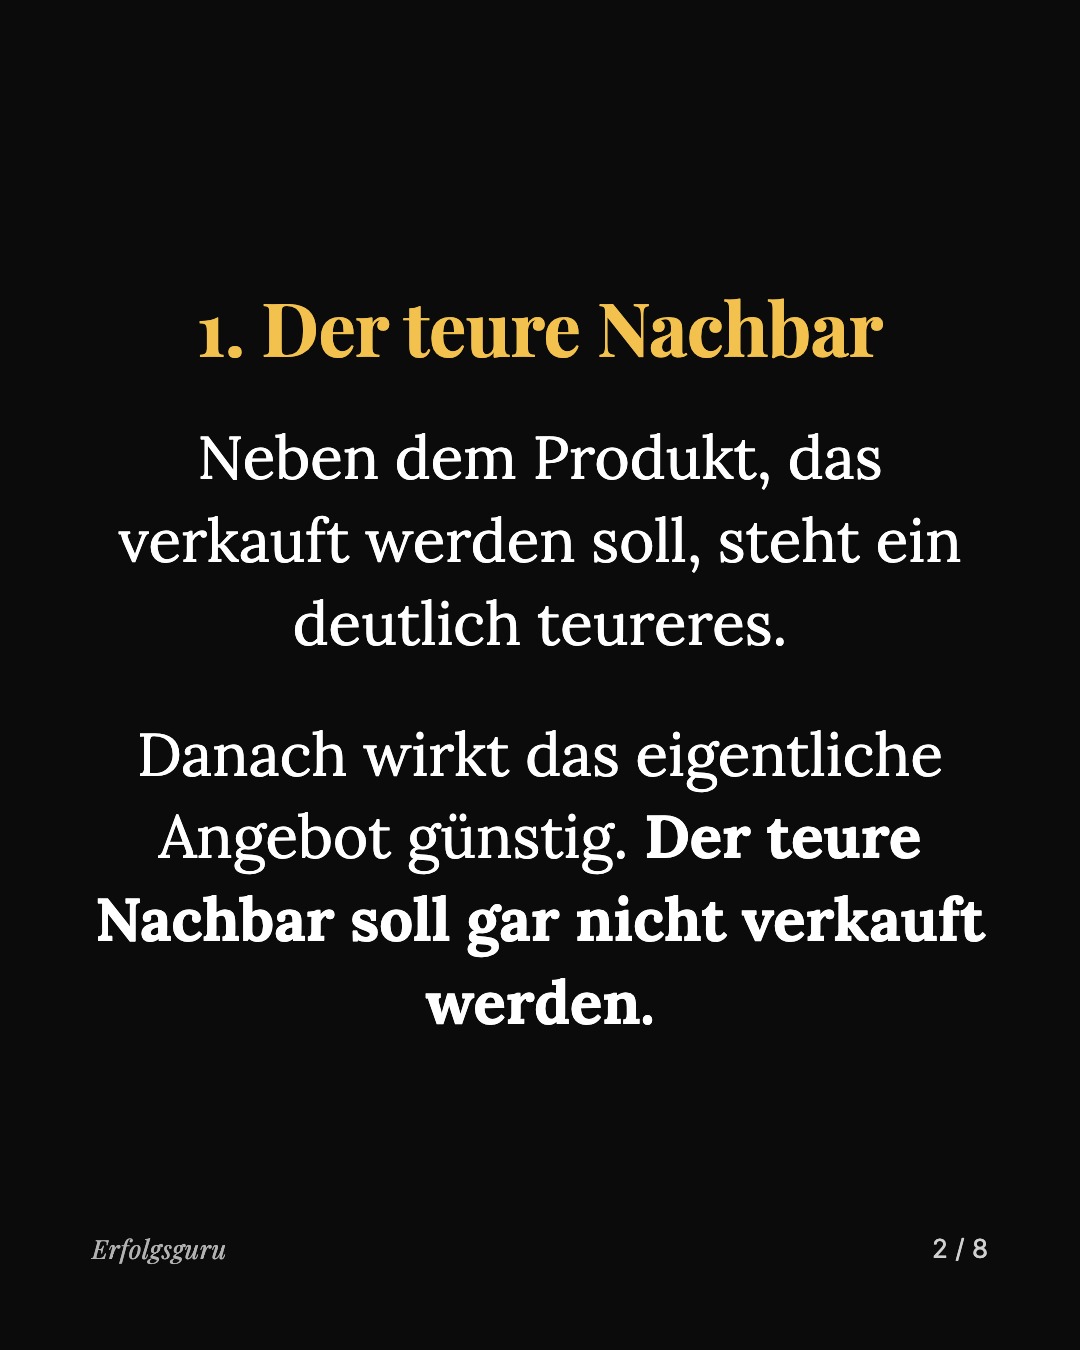 1. Der teure Nachbar
Neben dem Produkt, das
verkauft werden soll, steht ein
deutlich teureres.
Danach wirkt das eigentliche
Angebot günstig. Der teure
Nachbar soll gar nicht verkauft
werden.
Erfolgsguru
2 / 8